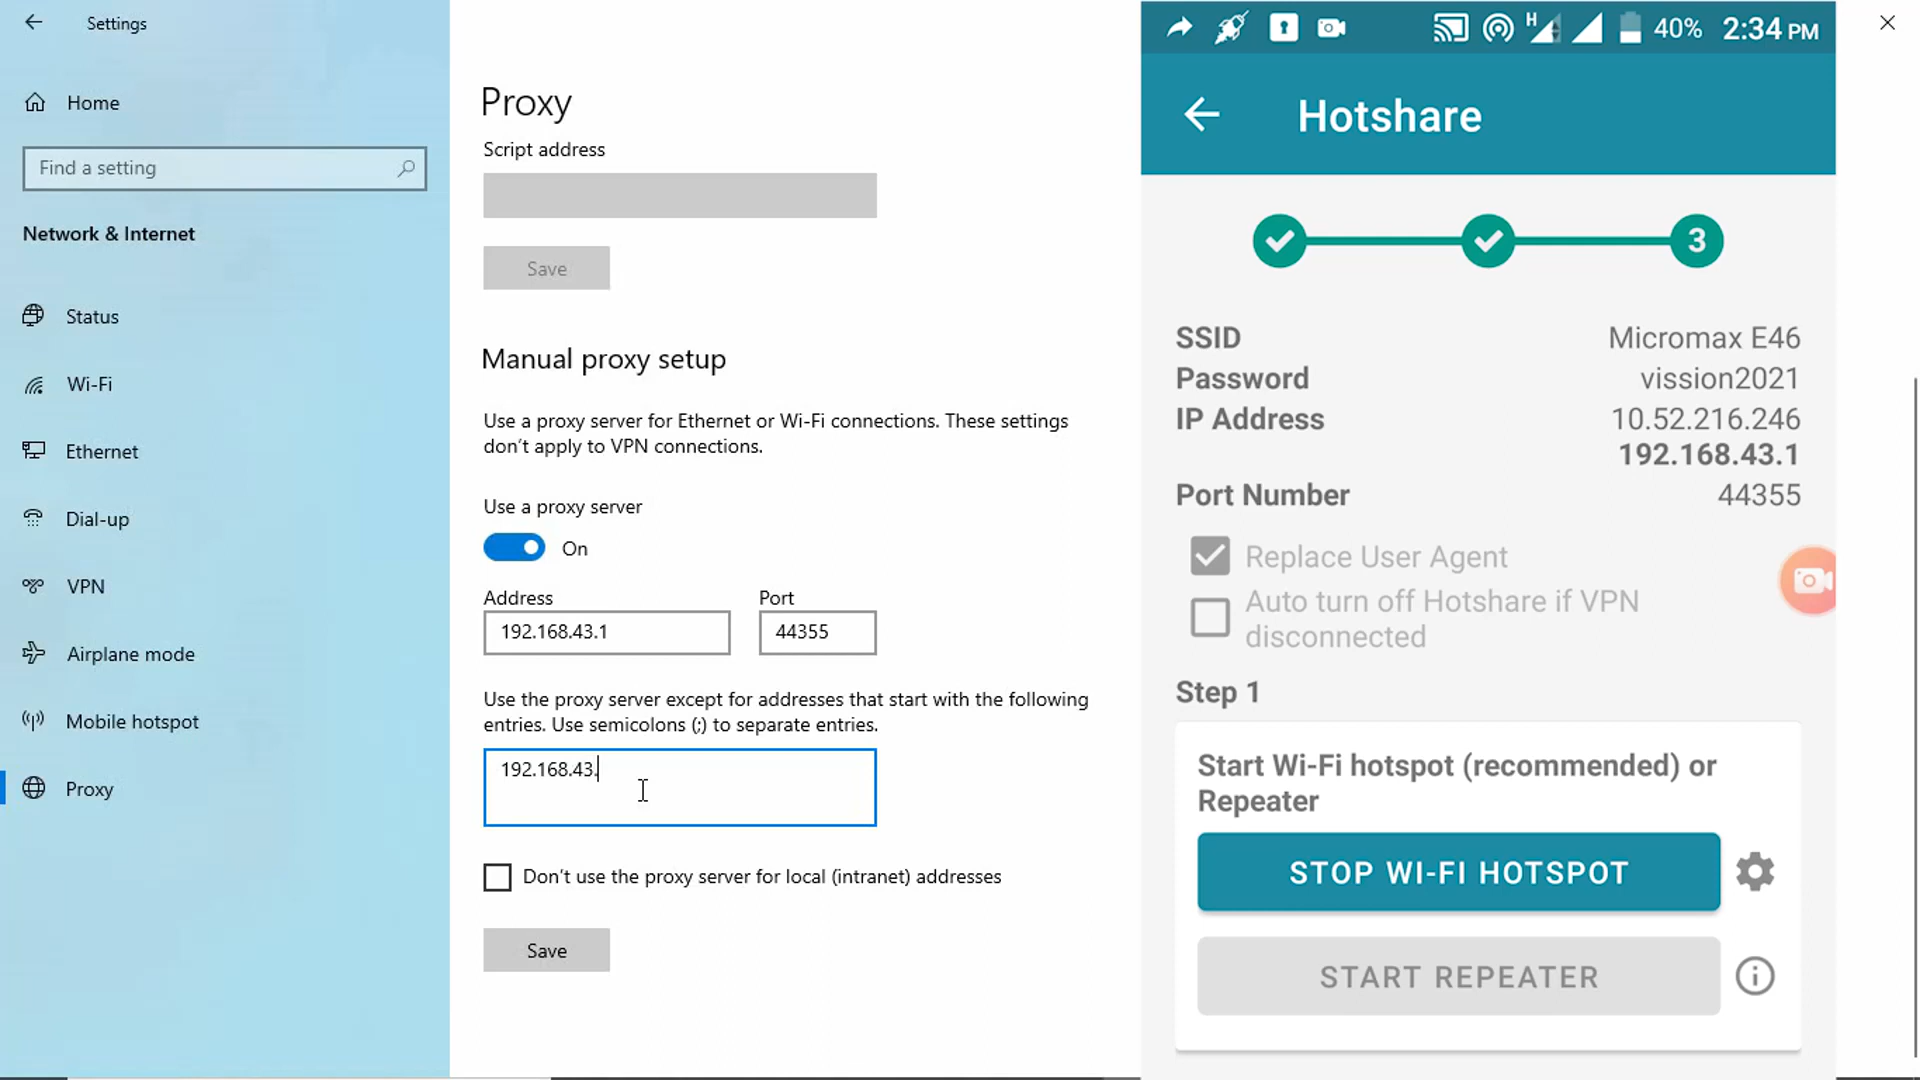 Settings
Home
Find a setting
Network & Internet
Status
Wi-Fi
Ethernet
Dial-up
VPN
Airplane mode
Mobile hotspot
Proxy
Proxy
Script address
Save
Manual proxy setup
Use a proxy server for Ethernet or Wi-Fi connections. These settings
don't apply to VPN connections.
Use a proxy server
On
Address Port
192.168.43.1 44355
Use the proxy server except for addresses that start with the following
entries. Use semicolons (;) to separate entries.
192.168.43.
Don't use the proxy server for local (intranet) addresses
Save
H 40% 2:34 PM
Hotshare
3
SSID Micromax E46
Password vission2021
IP Address 10.52.216.246
192.168.43.1
Port Number 44355
Replace User Agent
Auto turn off Hotshare if VPN
disconnected
Step 1
Start Wi-Fi hotspot (recommended) or
Repeater
STOP WI-FI HOTSPOT
START REPEATER